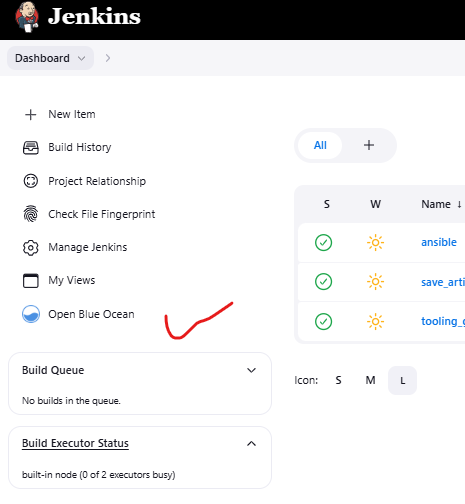 Jenkins
Dashboard
New Item
Build History
Project Relationship
Check File Fingerprint
Manage Jenkins
My Views
Open Blue Ocean
Build Queue
No builds in the queue.
Build Executor Status
built-in node (0 of 2 executors busy)
All +
S W Name ↓
ansible
save_arti
tooling_g
Icon: S M L